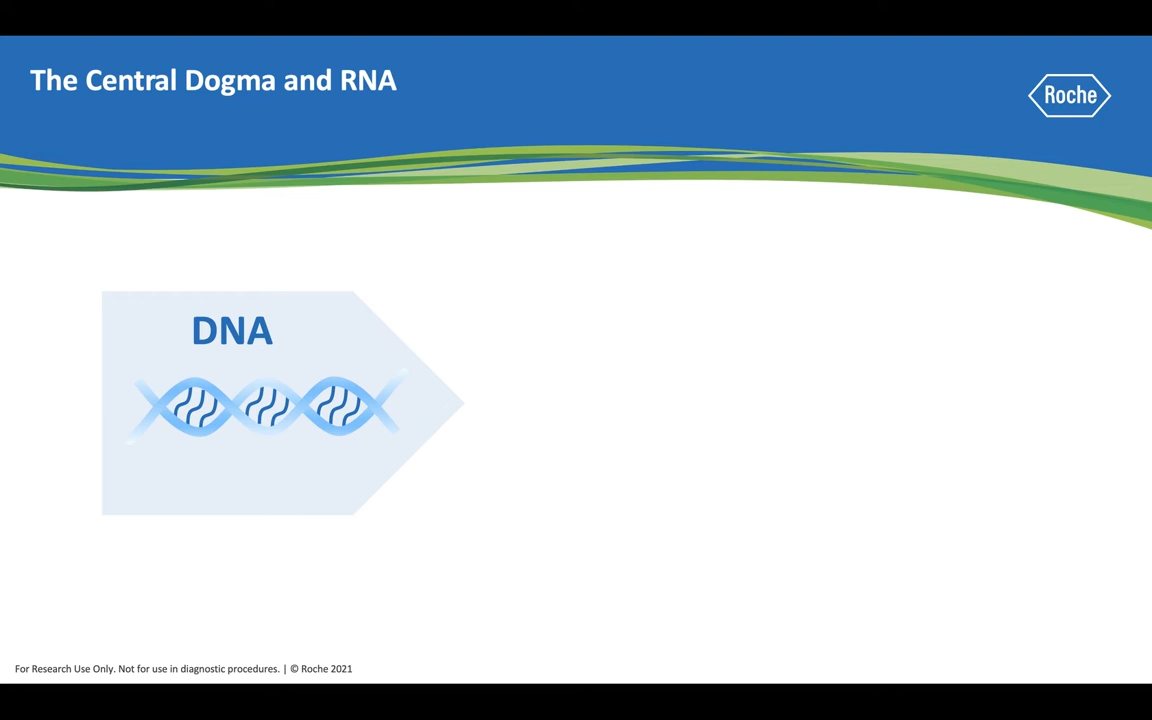 The Central Dogma and RNA
Roche
DNA
For Research Use Only. Not for use in diagnostic procedures. | © Roche 2021